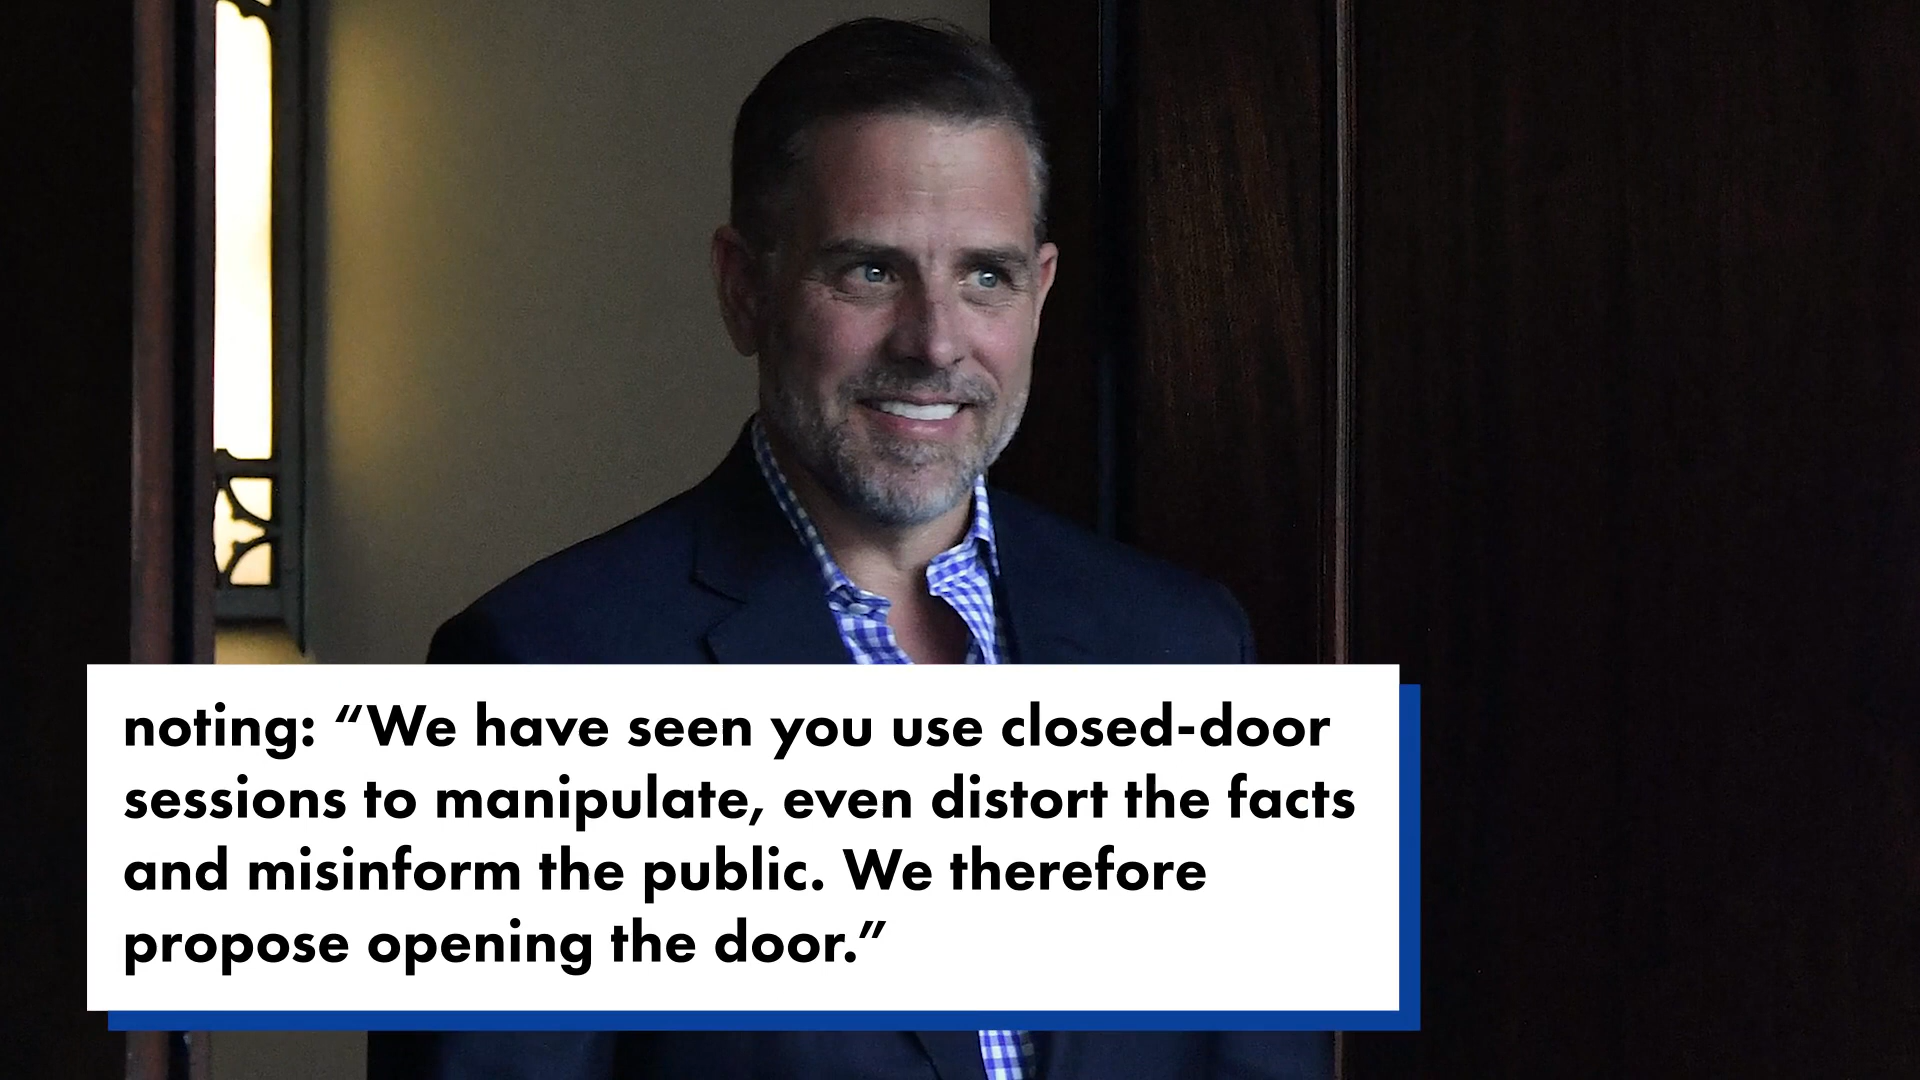 noting: “We have seen you use closed-door
sessions to manipulate, even distort the facts
and misinform the public. We therefore
propose opening the door.”